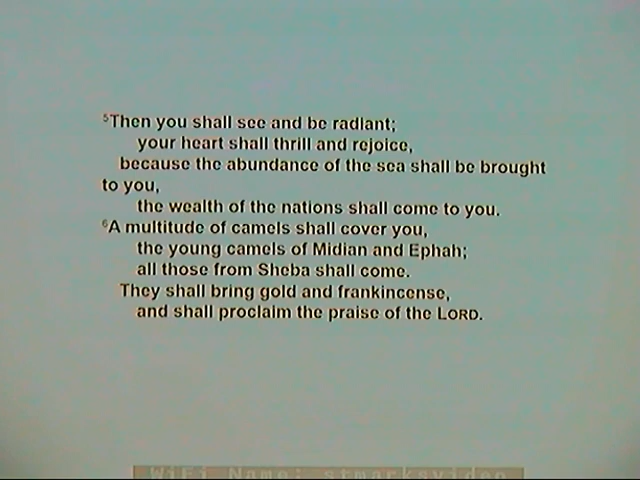 ⁵Then you shall see and be radiant;
your heart shall thrill and rejoice,
because the abundance of the sea shall be brought
to you,
the wealth of the nations shall come to you.
⁶A multitude of camels shall cover you,
the young camels of Midian and Ephah;
all those from Sheba shall come.
They shall bring gold and frankincense,
and shall proclaim the praise of the LORD.
WiFi Name: stmarksvideo